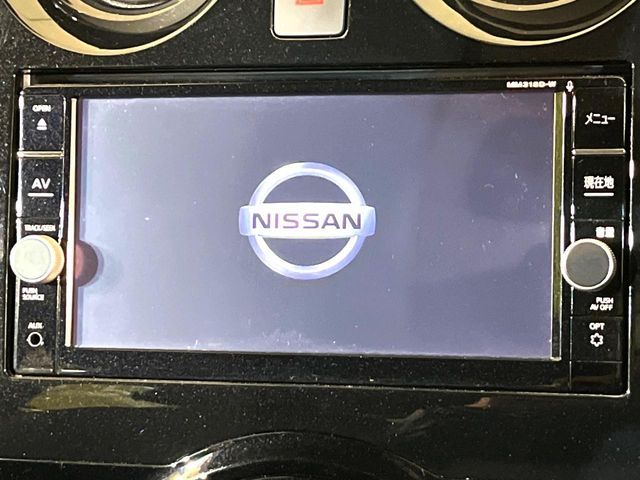 MM318D-W
OPEN
メニュー
AV
現在地
TRACK/SEEK
音量
NISSAN
PUSH
SOURCE
PUSH
AV OFF
AUX
OPT